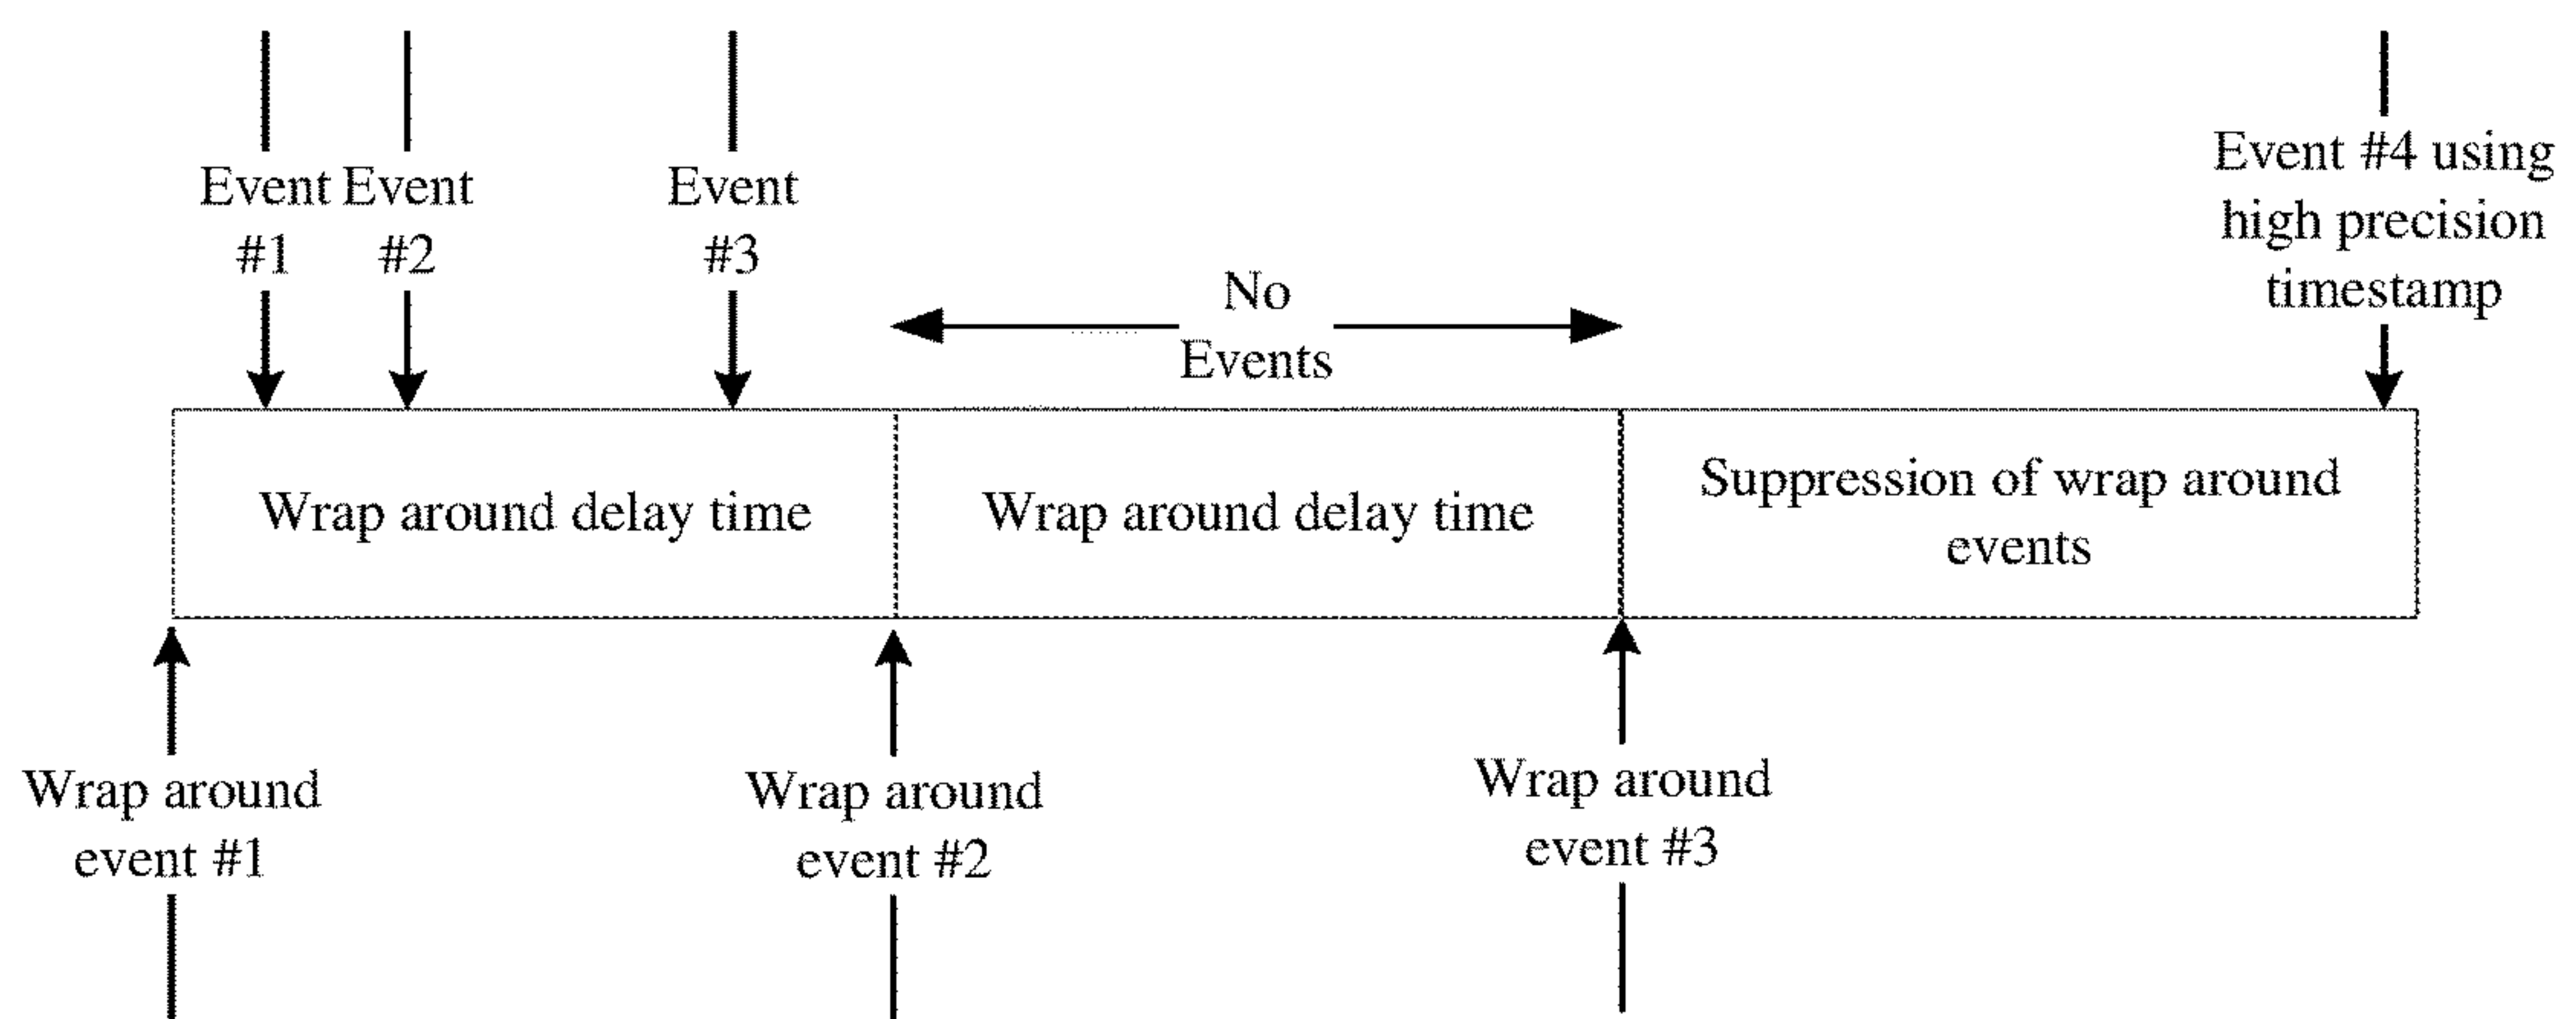 Event
#1
Event
#2
Event
#3
No
Events
Event #4 using
high precision
timestamp
Wrap around delay time
Wrap around delay time
Suppression of wrap around
events
Wrap around
event #1
Wrap around
event #2
Wrap around
event #3